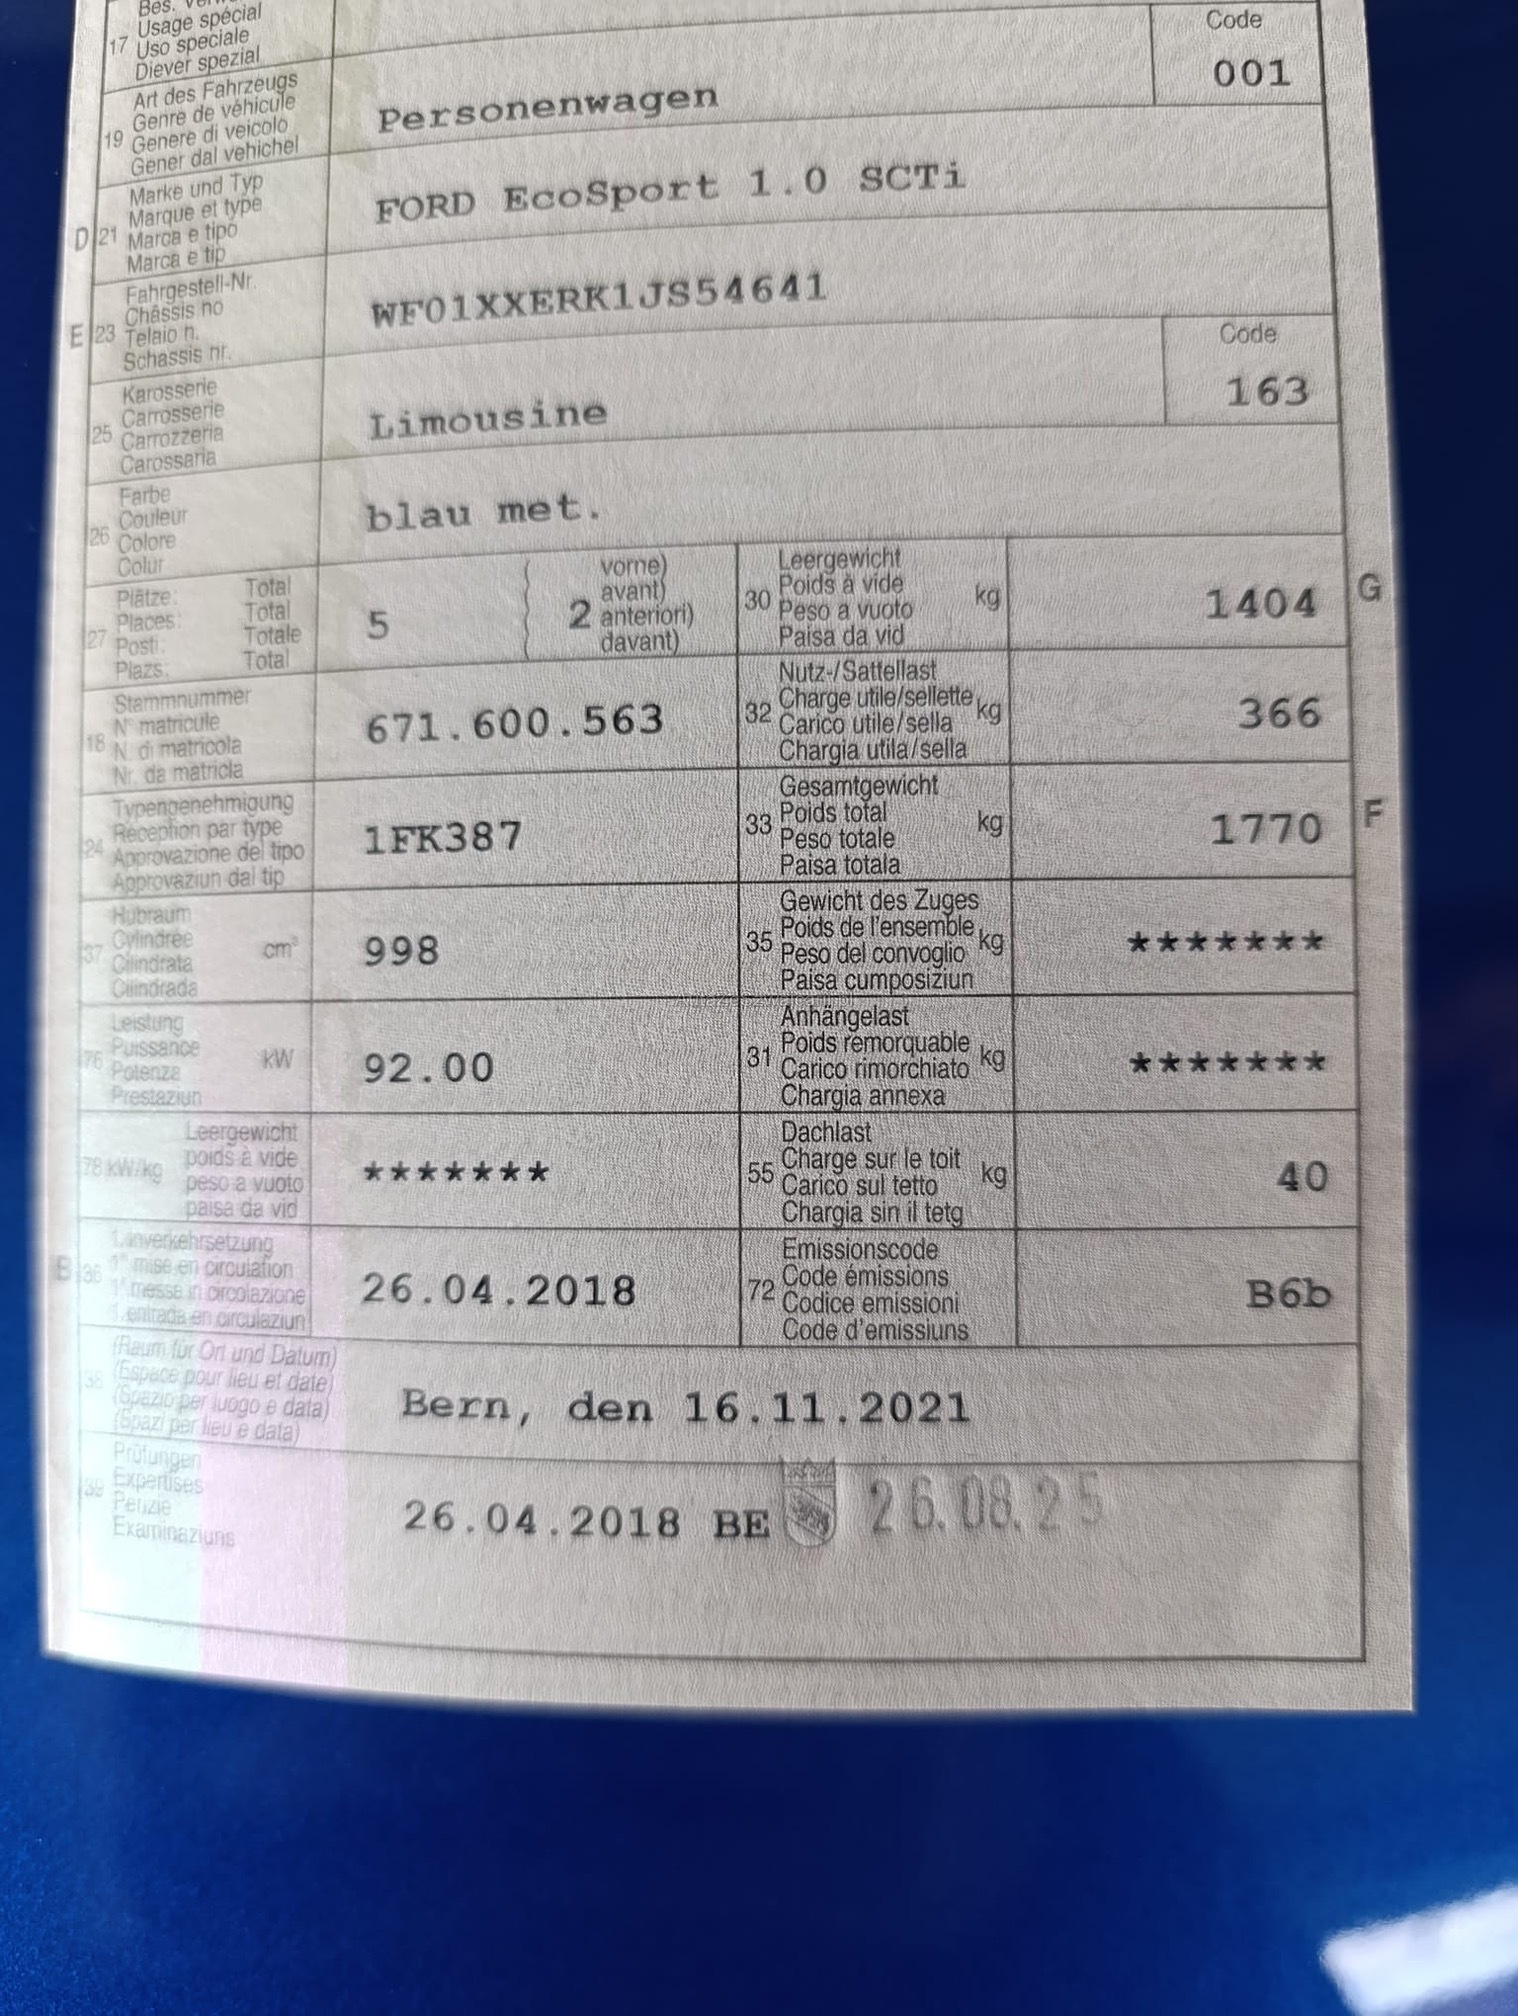 17 Usage spécial
Uso speciale
Diever spezial
Code
001
19 Art des Fahrzeugs
Genre de véhicule
Genere di veicolo
Gener dal vehichel
Personenwagen
D 21 Marke und Typ
Marque et type
Marca e tipo
Marca e tip
FORD EcoSport 1.0 SCTi
E 23 Fahrgestell-Nr.
Châssis no
Telaio n.
Schassis nr.
WF01XXERK1JS54641
Code
163
25 Karosserie
Carrosserie
Carrozzeria
Carossaria
Limousine
26 Farbe
Couleur
Colore
Colur
blau met.
27 Plätze: Total
Places: Total
Posti: Totale
Plazs: Total
5
2 vorne)
avant)
anteriori)
davant)
30 Leergewicht
Poids à vide
Peso a vuoto
Paisa da vid
kg
1404 G
18 Stammnummer
N° matricule
N. di matricola
Nr. da matricla
671.600.563
32 Nutz-/Sattellast
Charge utile/sellette
Carico utile/sella
Chargia utila/sella
kg
366
24 Typengenehmigung
Réception par type
Approvazione del tipo
Approvaziun dal tip
1FK387
33 Gesamtgewicht
Poids total
Peso totale
Paisa totala
kg
1770 F
37 Hubraum
Cylindrée
Cilindrata
Cilindrada
cm³
998
35 Gewicht des Zuges
Poids de l'ensemble
Peso del convoglio
Paisa cumposiziun
kg
*******
76 Leistung
Puissance
Potenza
Prestaziun
kW
92.00
31 Anhängelast
Poids remorquable
Carico rimorchiato
Chargia annexa
kg
*******
78 kW/kg Leergewicht
poids à vide
peso a vuoto
paisa da vid
*******
55 Dachlast
Charge sur le toit
Carico sul tetto
Chargia sin il tetg
kg
40
B 36 1. Inverkehrsetzung
1re mise en circulation
1a messa in circolazione
1. entrada en circulaziun
26.04.2018
72 Emissionscode
Code émissions
Codice emissioni
Code d'emissiuns
B6b
38 (Raum für Ort und Datum)
(Espace pour lieu et date)
(Spazio per luogo e data)
(Spazi per lieu e data)
Bern, den 16.11.2021
39 Prüfungen
Expertises
Perizie
Examinaziuns
26.04.2018 BE 26.08.25